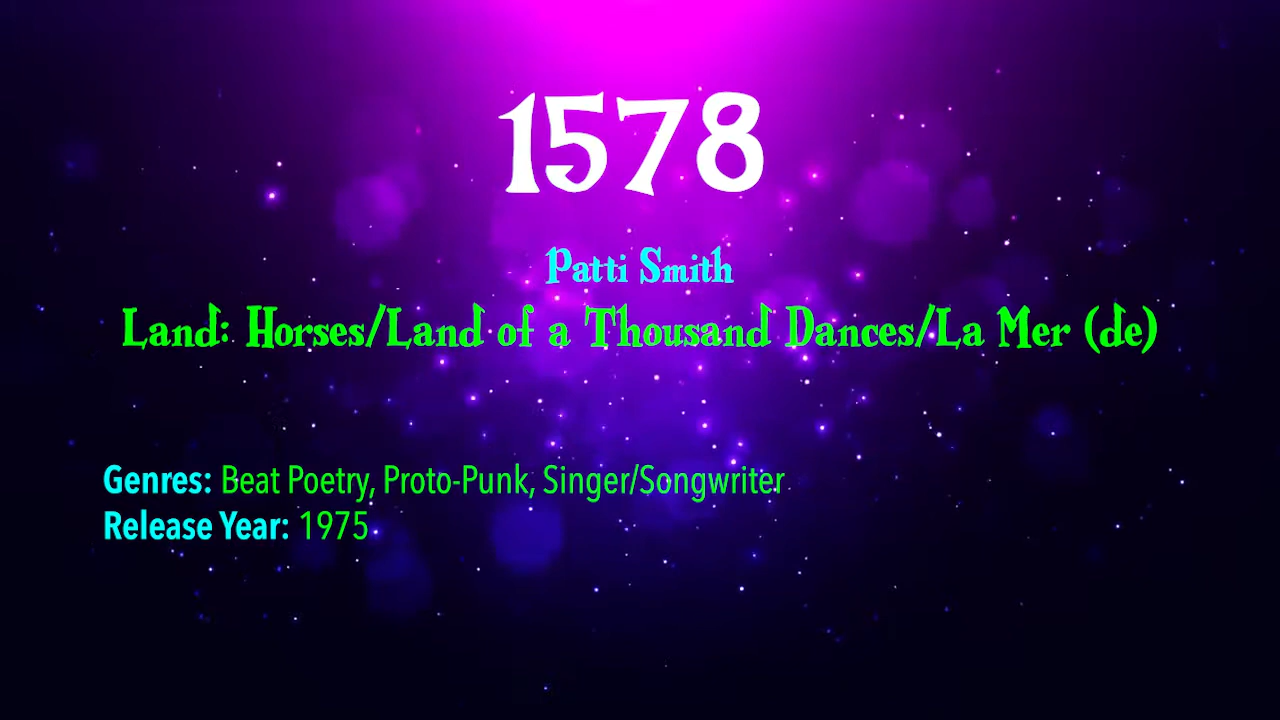 1578
Patti Smith
Land: Horses/Land of a Thousand Dances/La Mer (de)
Genres: Beat Poetry, Proto-Punk, Singer/Songwriter
Release Year: 1975